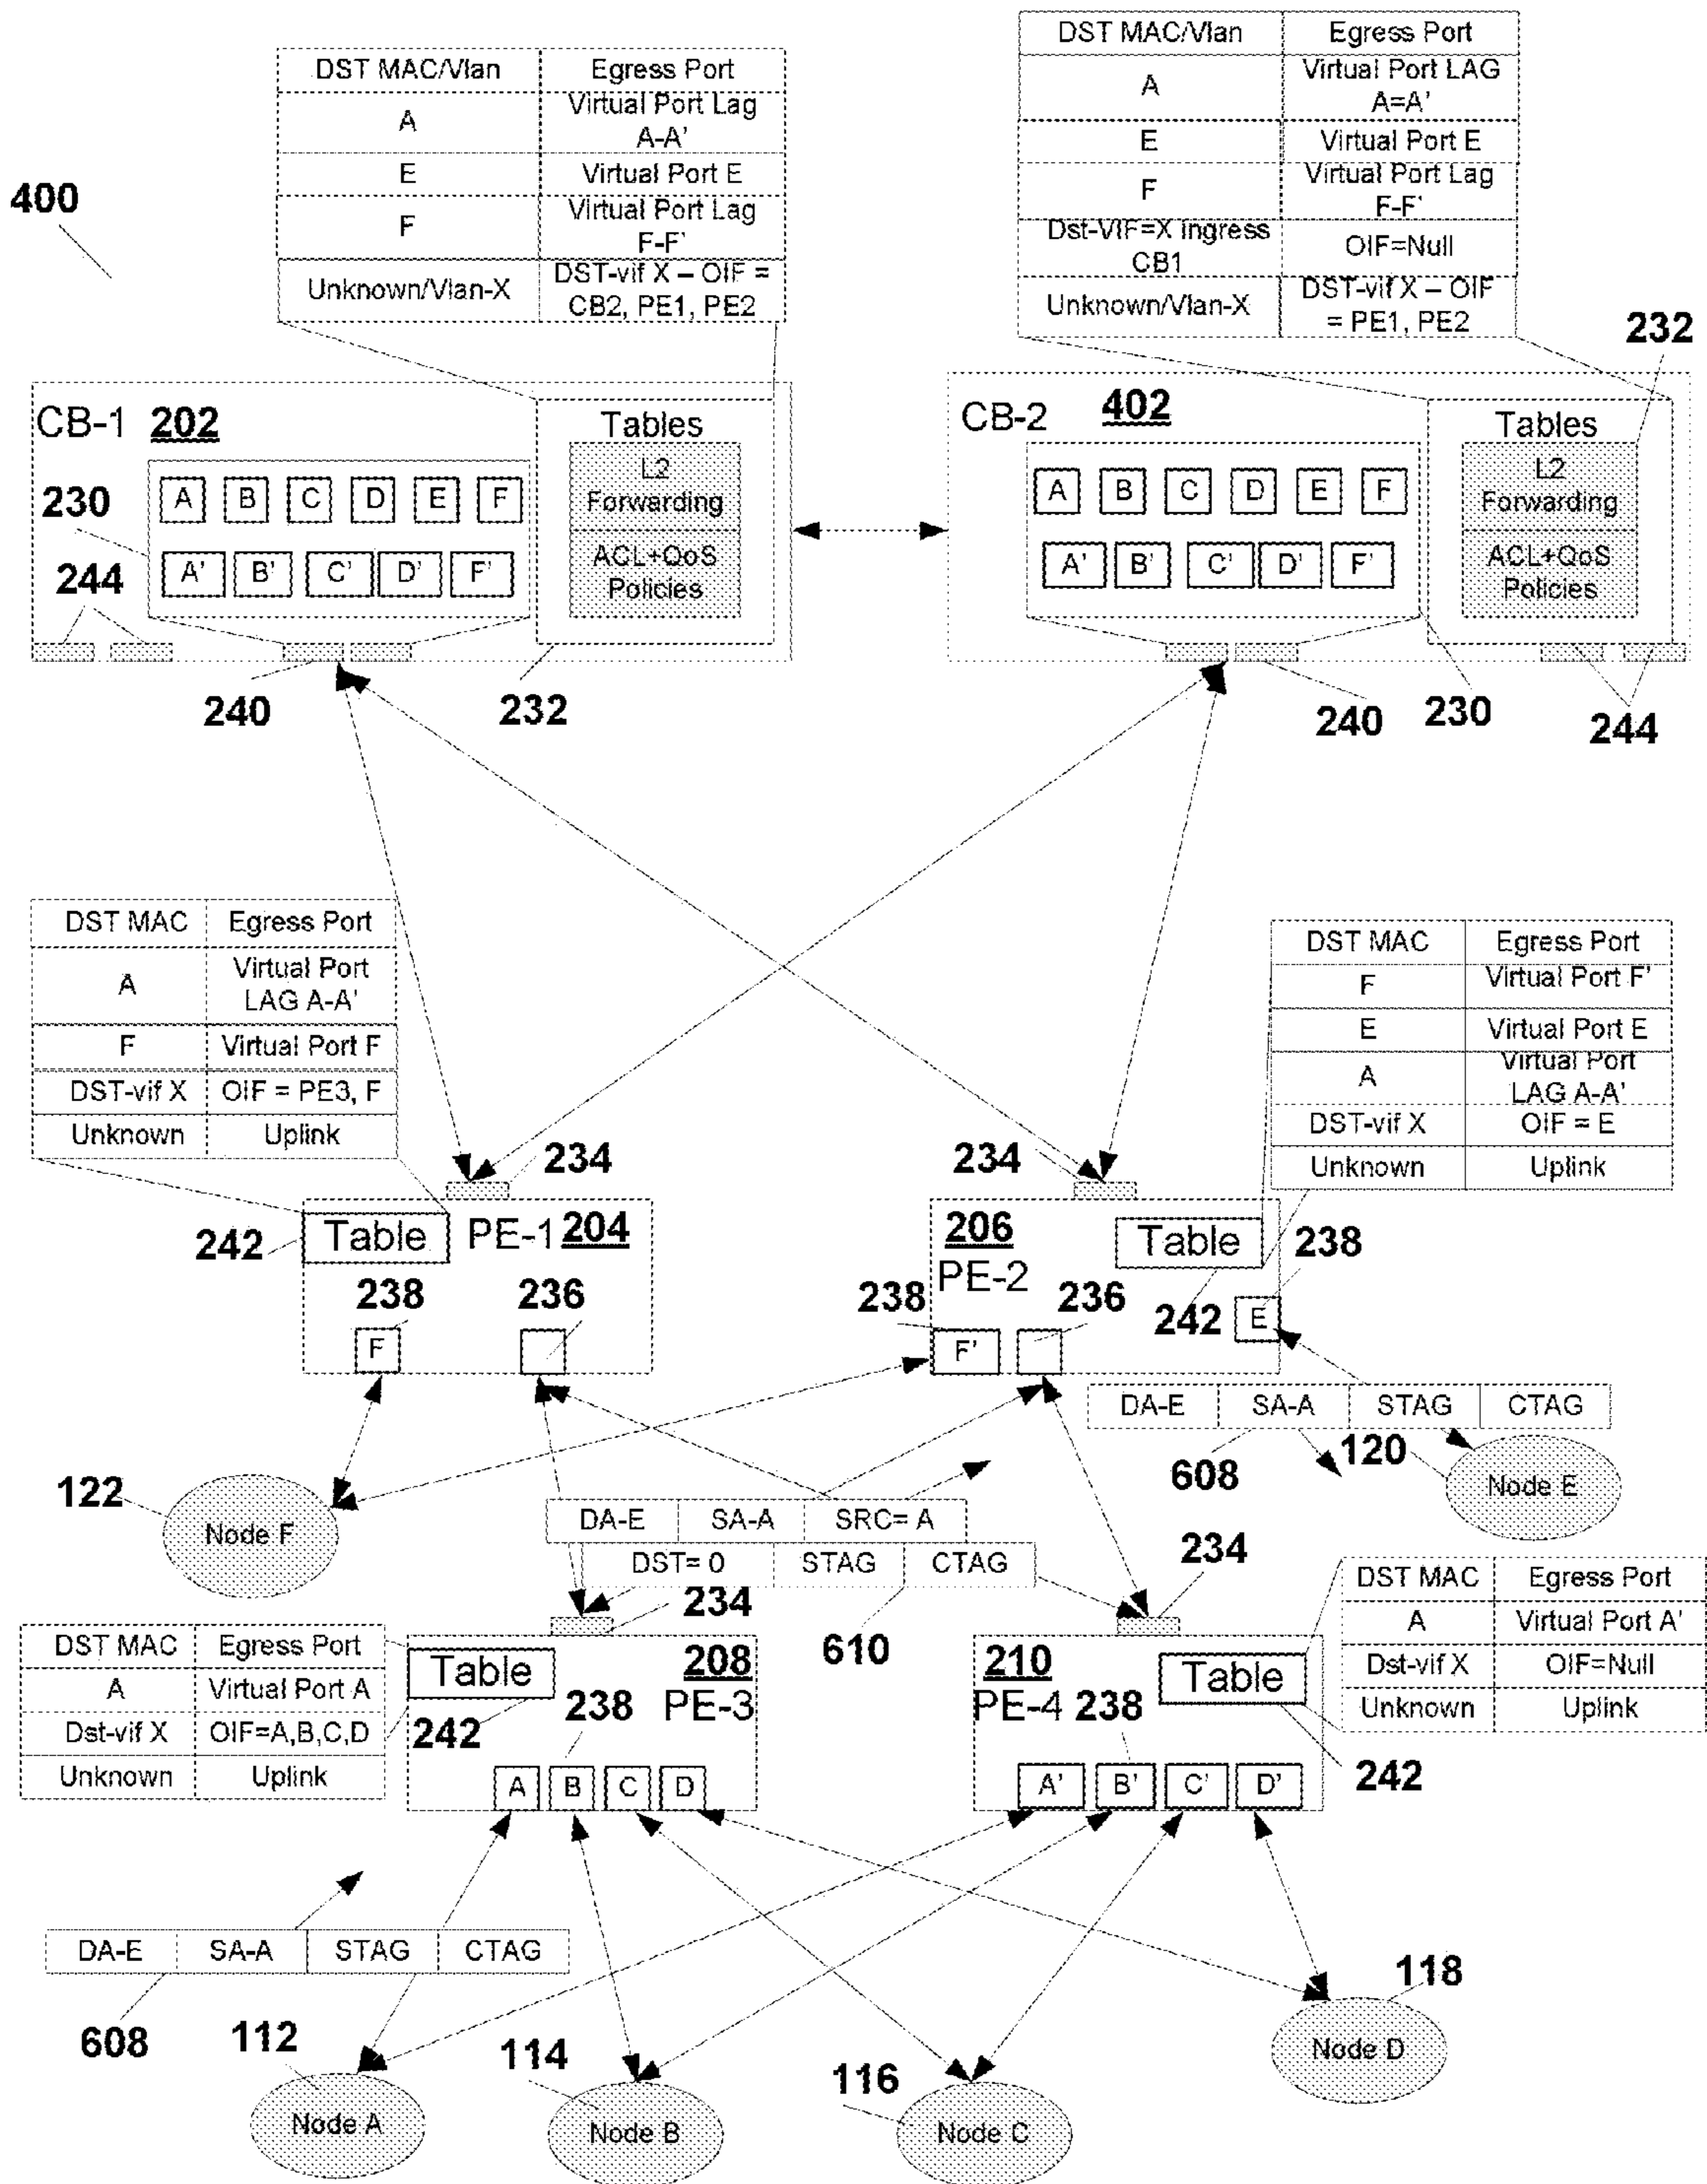 DST MAC/Vlan Egress Port
A Virtual Port Lag
A-A'
E Virtual Port E
F Virtual Port Lag
F-F'
Unknown/Vlan-X DST-vif X – OIF =
CB2, PE1, PE2
DST MAC/Vlan Egress Port
A Virtual Port LAG
A=A'
E Virtual Port E
F Virtual Port Lag
F-F'
Dst-VIF=X ingress
CB1 OIF=Null
Unknown/Vlan-X DST-vif X – OIF
= PE1, PE2
400
232
CB-1 202
Tables
L2
Forwarding
ACL+QoS
Policies
230
A B C D E F
A' B' C' D' F'
244
240
232
CB-2 402
Tables
L2
Forwarding
ACL+QoS
Policies
A B C D E F
A' B' C' D' F'
240
230
244
DST MAC Egress Port
A Virtual Port
LAG A-A'
F Virtual Port F
DST-vif X OIF = PE3, F
Unknown Uplink
DST MAC Egress Port
F Virtual Port F'
E Virtual Port E
A Virtual Port
LAG A-A'
DST-vif X OIF = E
Unknown Uplink
234
234
242
Table
PE-1 204
238
236
F
206
PE-2
Table
238
238
236
242
F'
E
DA-E SA-A STAG CTAG
608
120
Node E
122
Node F
DA-E SA-A SRC= A
DST= 0 STAG CTAG
610
234
234
DST MAC Egress Port
A Virtual Port A
Dst-vif X OIF=A,B,C,D
Unknown Uplink
Table
208
PE-3
242
238
A B C D
210
PE-4
238
Table
242
A' B' C' D'
DST MAC Egress Port
A Virtual Port A'
Dst-vif X OIF=Null
Unknown Uplink
DA-E SA-A STAG CTAG
608
112
Node A
114
Node B
116
Node C
118
Node D